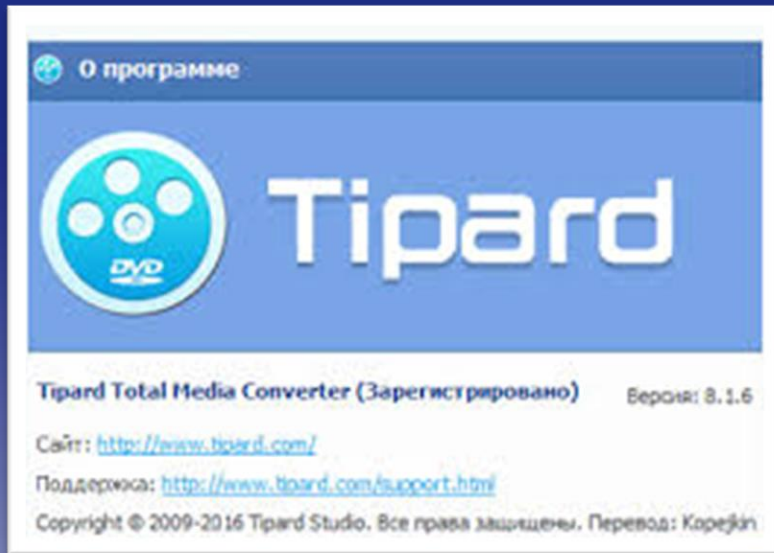 О программе
Tipard
DVD
Tipard Total Media Converter (Зарегистрировано) Версия: 8.1.6
Сайт: http://www.tipard.com/
Поддержка: http://www.tipard.com/support.html
Copyright © 2009-2016 Tipard Studio. Все права защищены. Перевод: Kopejkin